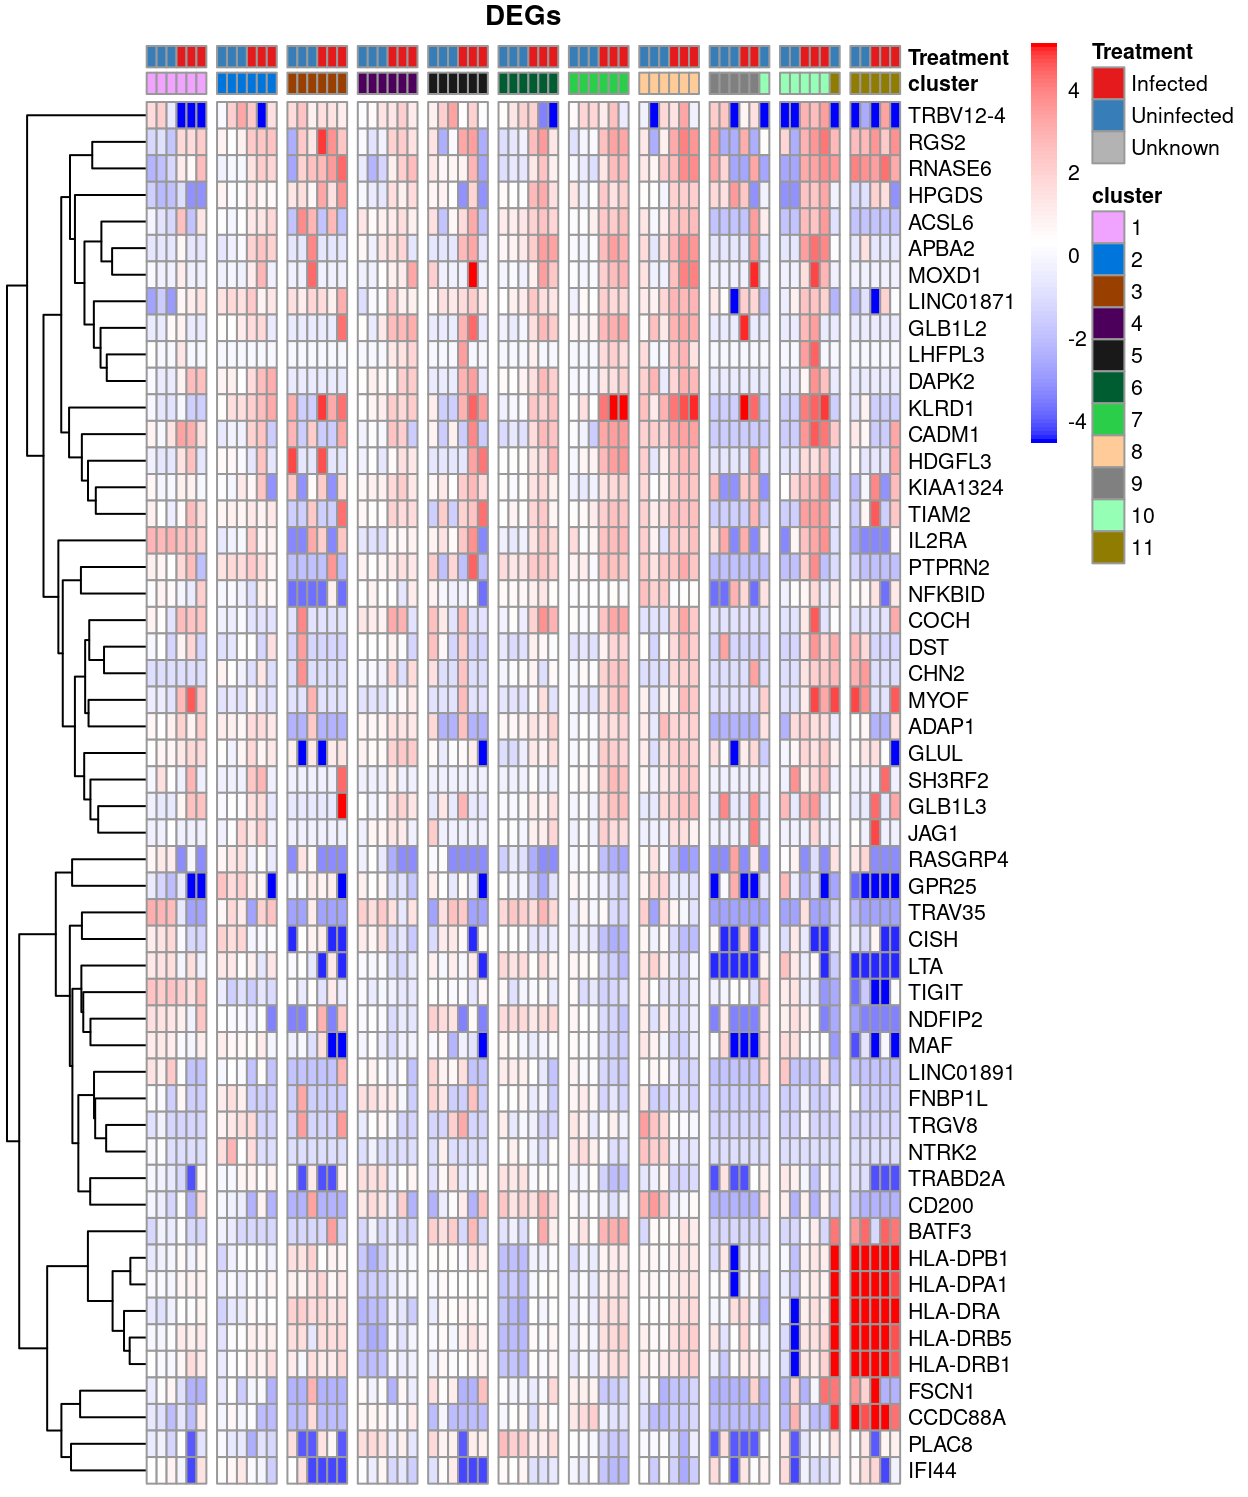 DEGs
Treatment
cluster
TRBV12-4
RGS2
RNASE6
HPGDS
ACSL6
APBA2
MOXD1
LINC01871
GLB1L2
LHFPL3
DAPK2
KLRD1
CADM1
HDGFL3
KIAA1324
TIAM2
IL2RA
PTPRN2
NFKBID
COCH
DST
CHN2
MYOF
ADAP1
GLUL
SH3RF2
GLB1L3
JAG1
RASGRP4
GPR25
TRAV35
CISH
LTA
TIGIT
NDFIP2
MAF
LINC01891
FNBP1L
TRGV8
NTRK2
TRABD2A
CD200
BATF3
HLA-DPB1
HLA-DPA1
HLA-DRA
HLA-DRB5
HLA-DRB1
FSCN1
CCDC88A
PLAC8
IFI44
4
2
0
-2
-4
Treatment
Infected
Uninfected
Unknown
cluster
1
2
3
4
5
6
7
8
9
10
11